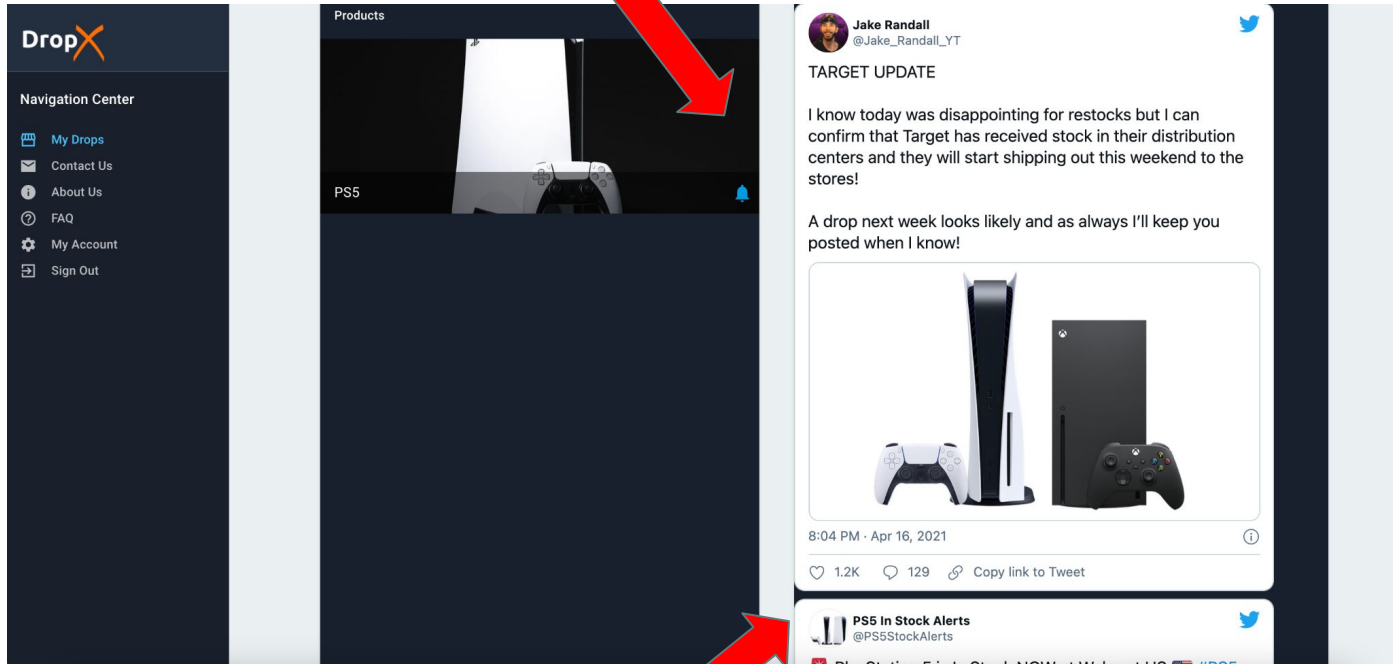 DropX
Navigation Center
My Drops
Contact Us
About Us
FAQ
My Account
Sign Out
Products
PS5
Jake Randall
@Jake_Randall_YT
TARGET UPDATE
I know today was disappointing for restocks but I can
confirm that Target has received stock in their distribution
centers and they will start shipping out this weekend to the
stores!
A drop next week looks likely and as always I'll keep you
posted when I know!
8:04 PM · Apr 16, 2021
1.2K 129 Copy link to Tweet
PS5 In Stock Alerts
@PS5StockAlerts